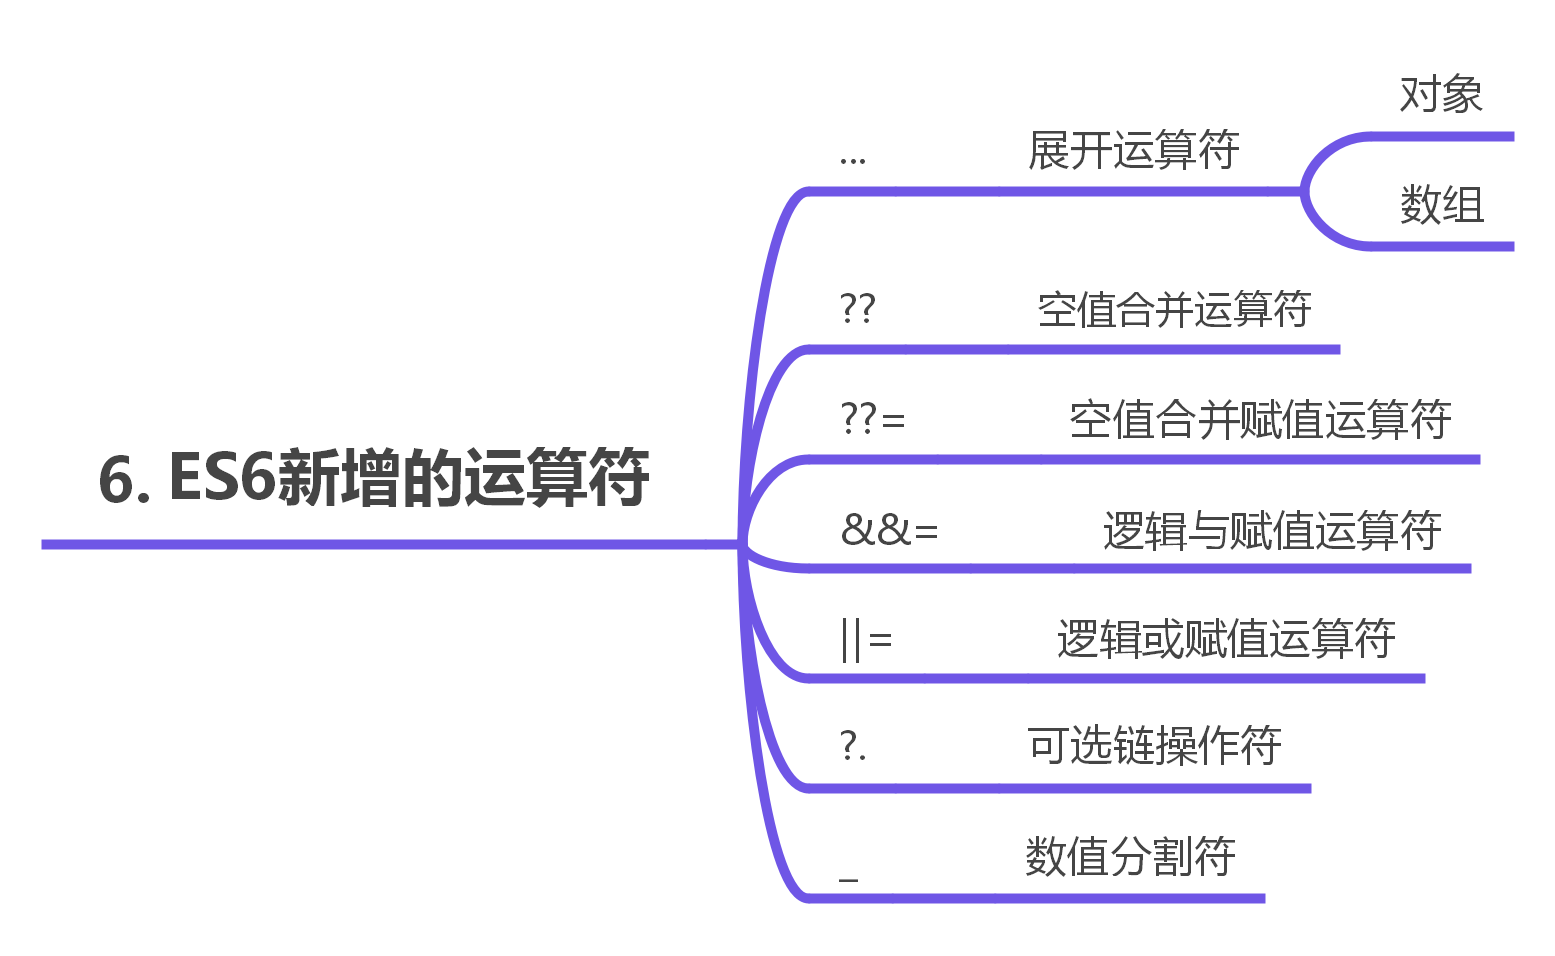 6. ES6新增的运算符
... 展开运算符
对象
数组
?? 空值合并运算符
??= 空值合并赋值运算符
&&= 逻辑与赋值运算符
||= 逻辑或赋值运算符
?. 可选链操作符
_ 数值分割符